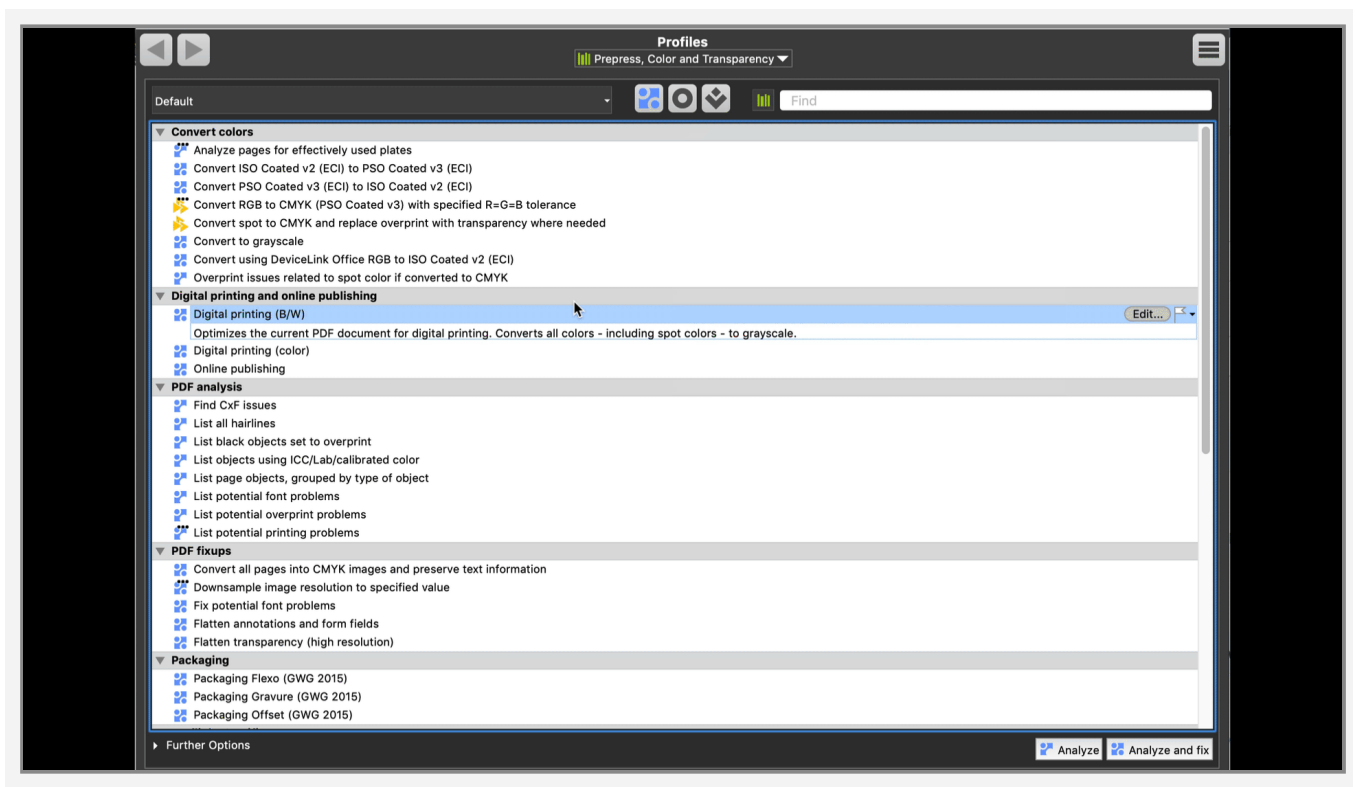 Profiles
Prepress, Color and Transparency
Default
Find
Convert colors
Analyze pages for effectively used plates
Convert ISO Coated v2 (ECI) to PSO Coated v3 (ECI)
Convert PSO Coated v3 (ECI) to ISO Coated v2 (ECI)
Convert RGB to CMYK (PSO Coated v3) with specified R=G=B tolerance
Convert spot to CMYK and replace overprint with transparency where needed
Convert to grayscale
Convert using DeviceLink Office RGB to ISO Coated v2 (ECI)
Overprint issues related to spot color if converted to CMYK
Digital printing and online publishing
Digital printing (B/W) Edit...
Optimizes the current PDF document for digital printing. Converts all colors - including spot colors - to grayscale.
Digital printing (color)
Online publishing
PDF analysis
Find CxF issues
List all hairlines
List black objects set to overprint
List objects using ICC/Lab/calibrated color
List page objects, grouped by type of object
List potential font problems
List potential overprint problems
List potential printing problems
PDF fixups
Convert all pages into CMYK images and preserve text information
Downsample image resolution to specified value
Fix potential font problems
Flatten annotations and form fields
Flatten transparency (high resolution)
Packaging
Packaging Flexo (GWG 2015)
Packaging Gravure (GWG 2015)
Packaging Offset (GWG 2015)
Further Options
Analyze Analyze and fix